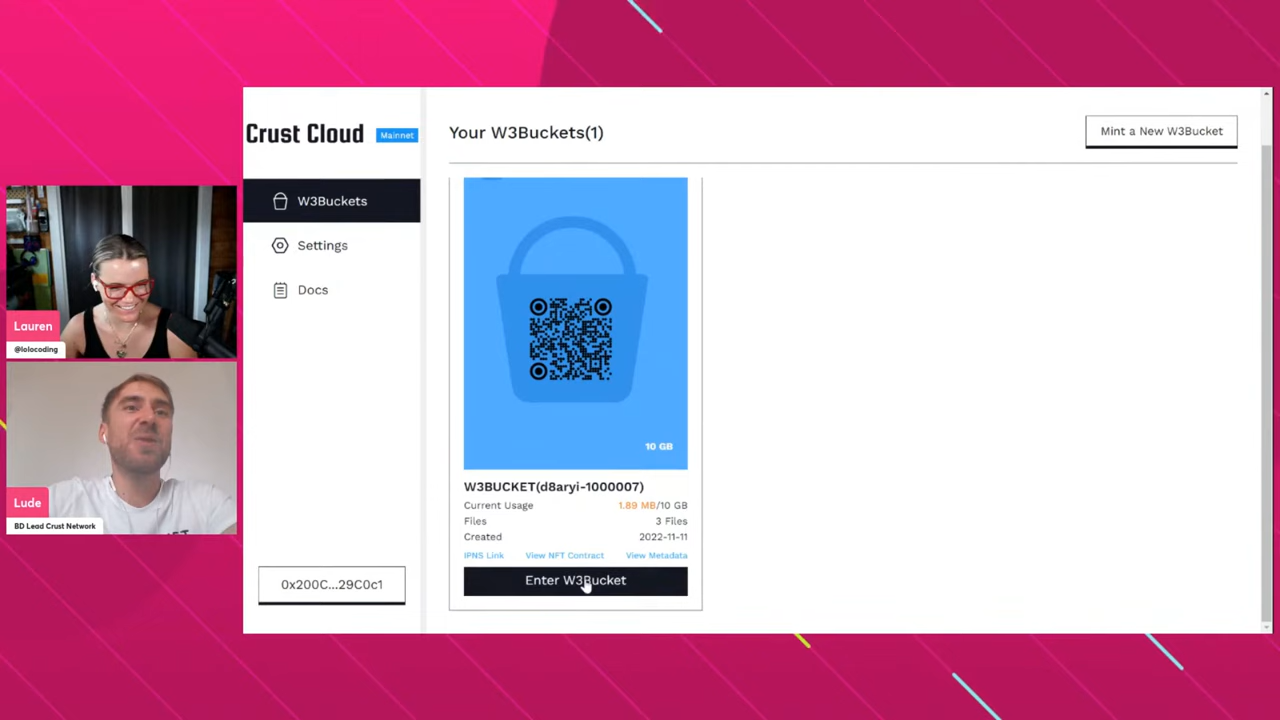 Crust Cloud
Mainnet
W3Buckets
Settings
Docs
0x200C...29C0c1
Your W3Buckets(1)
Mint a New W3Bucket
10 GB
W3BUCKET(d8aryi-1000007)
Current Usage 1.89 MB/10 GB
Files 3 Files
Created 2022-11-11
IPNS Link View NFT Contract View Metadata
Enter W3Bucket
Lauren
@lolocoding
Lude
BD Lead Crust Network